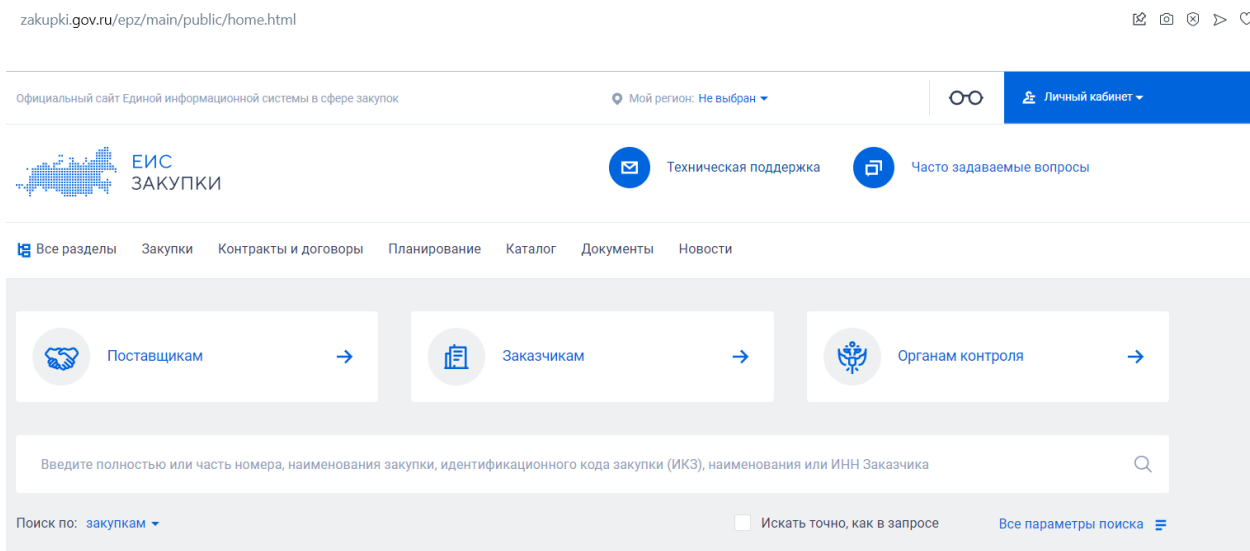 zakupki.gov.ru/epz/main/public/home.html
Официальный сайт Единой информационной системы в сфере закупок
Мой регион: Не выбран
Личный кабинет
ЕИС
ЗАКУПКИ
Техническая поддержка
Часто задаваемые вопросы
Все разделы Закупки Контракты и договоры Планирование Каталог Документы Новости
Поставщикам
Заказчикам
Органам контроля
Введите полностью или часть номера, наименования закупки, идентификационного кода закупки (ИКЗ), наименования или ИНН Заказчика
Поиск по: закупкам
Искать точно, как в запросе
Все параметры поиска